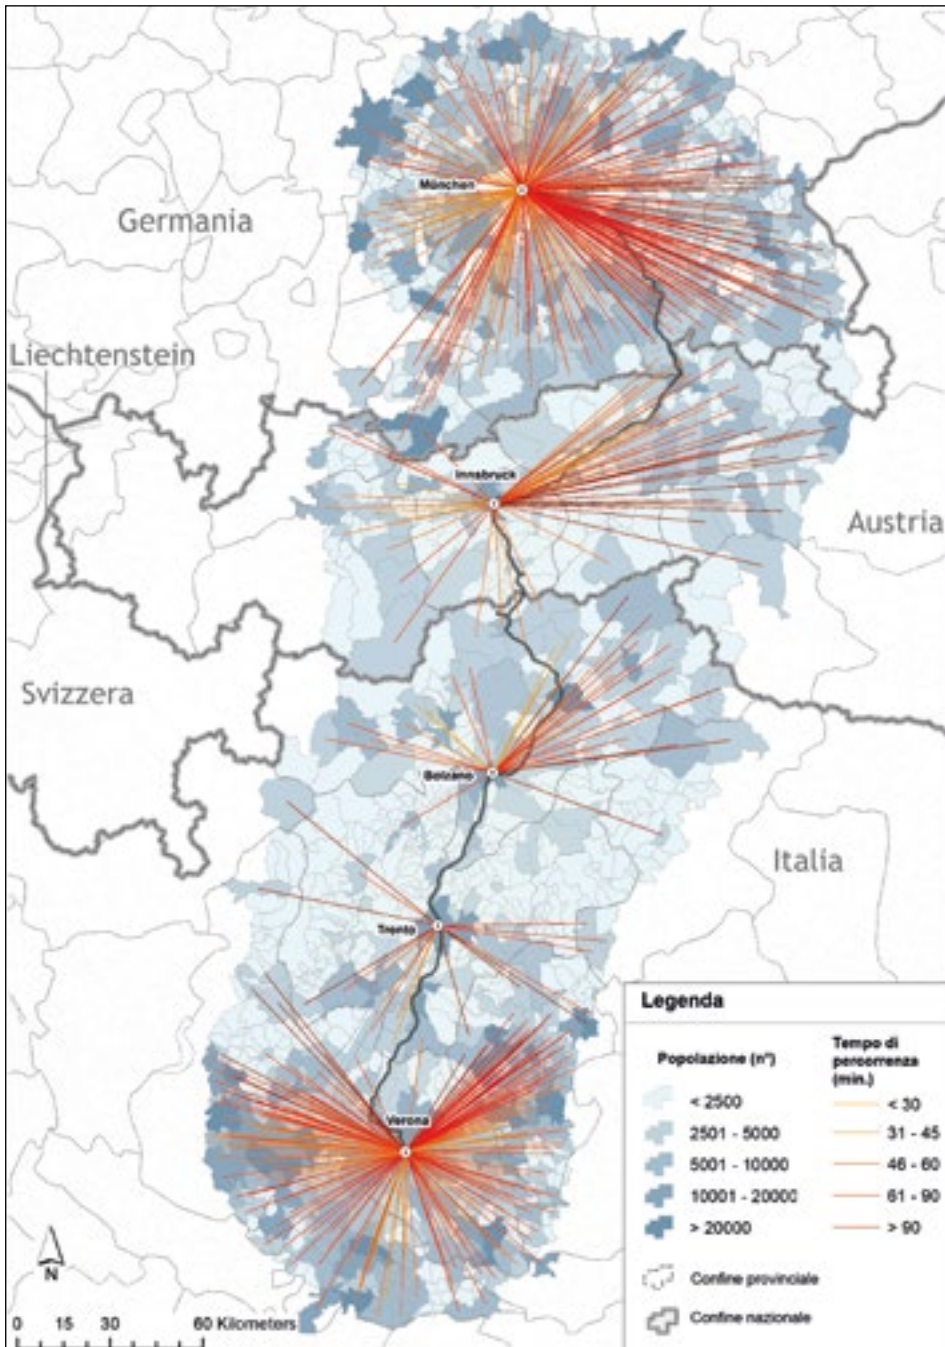 München
Germania
Liechtenstein
Innsbruck
Austria
Svizzera
Bolzano
Italia
Trento
Verona
Legenda
Popolazione (n°)
< 2500
2501 - 5000
5001 - 10000
10001 - 20000
> 20000
Tempo di
percorrenza
(min.)
< 30
31 - 45
46 - 60
61 - 90
> 90
Confine provinciale
Confine nazionale
N
0 15 30 60 Kilometers